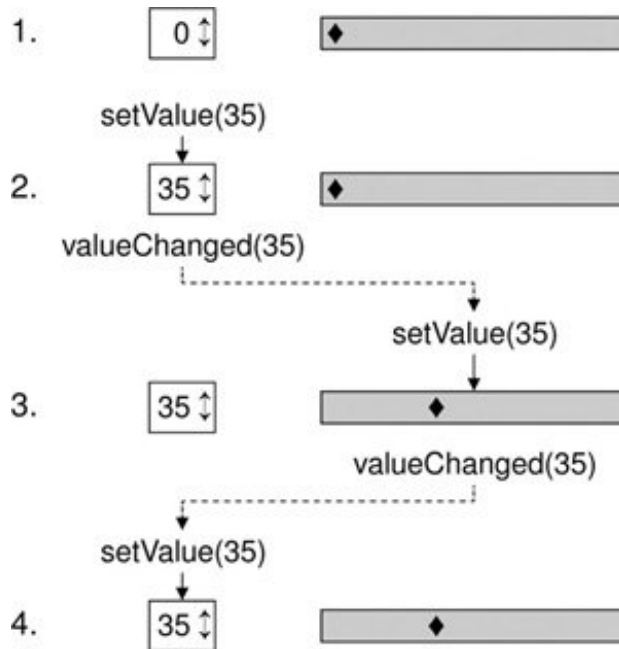 1. 0
setValue(35)
2. 35
valueChanged(35)
setValue(35)
3. 35
valueChanged(35)
setValue(35)
4. 35